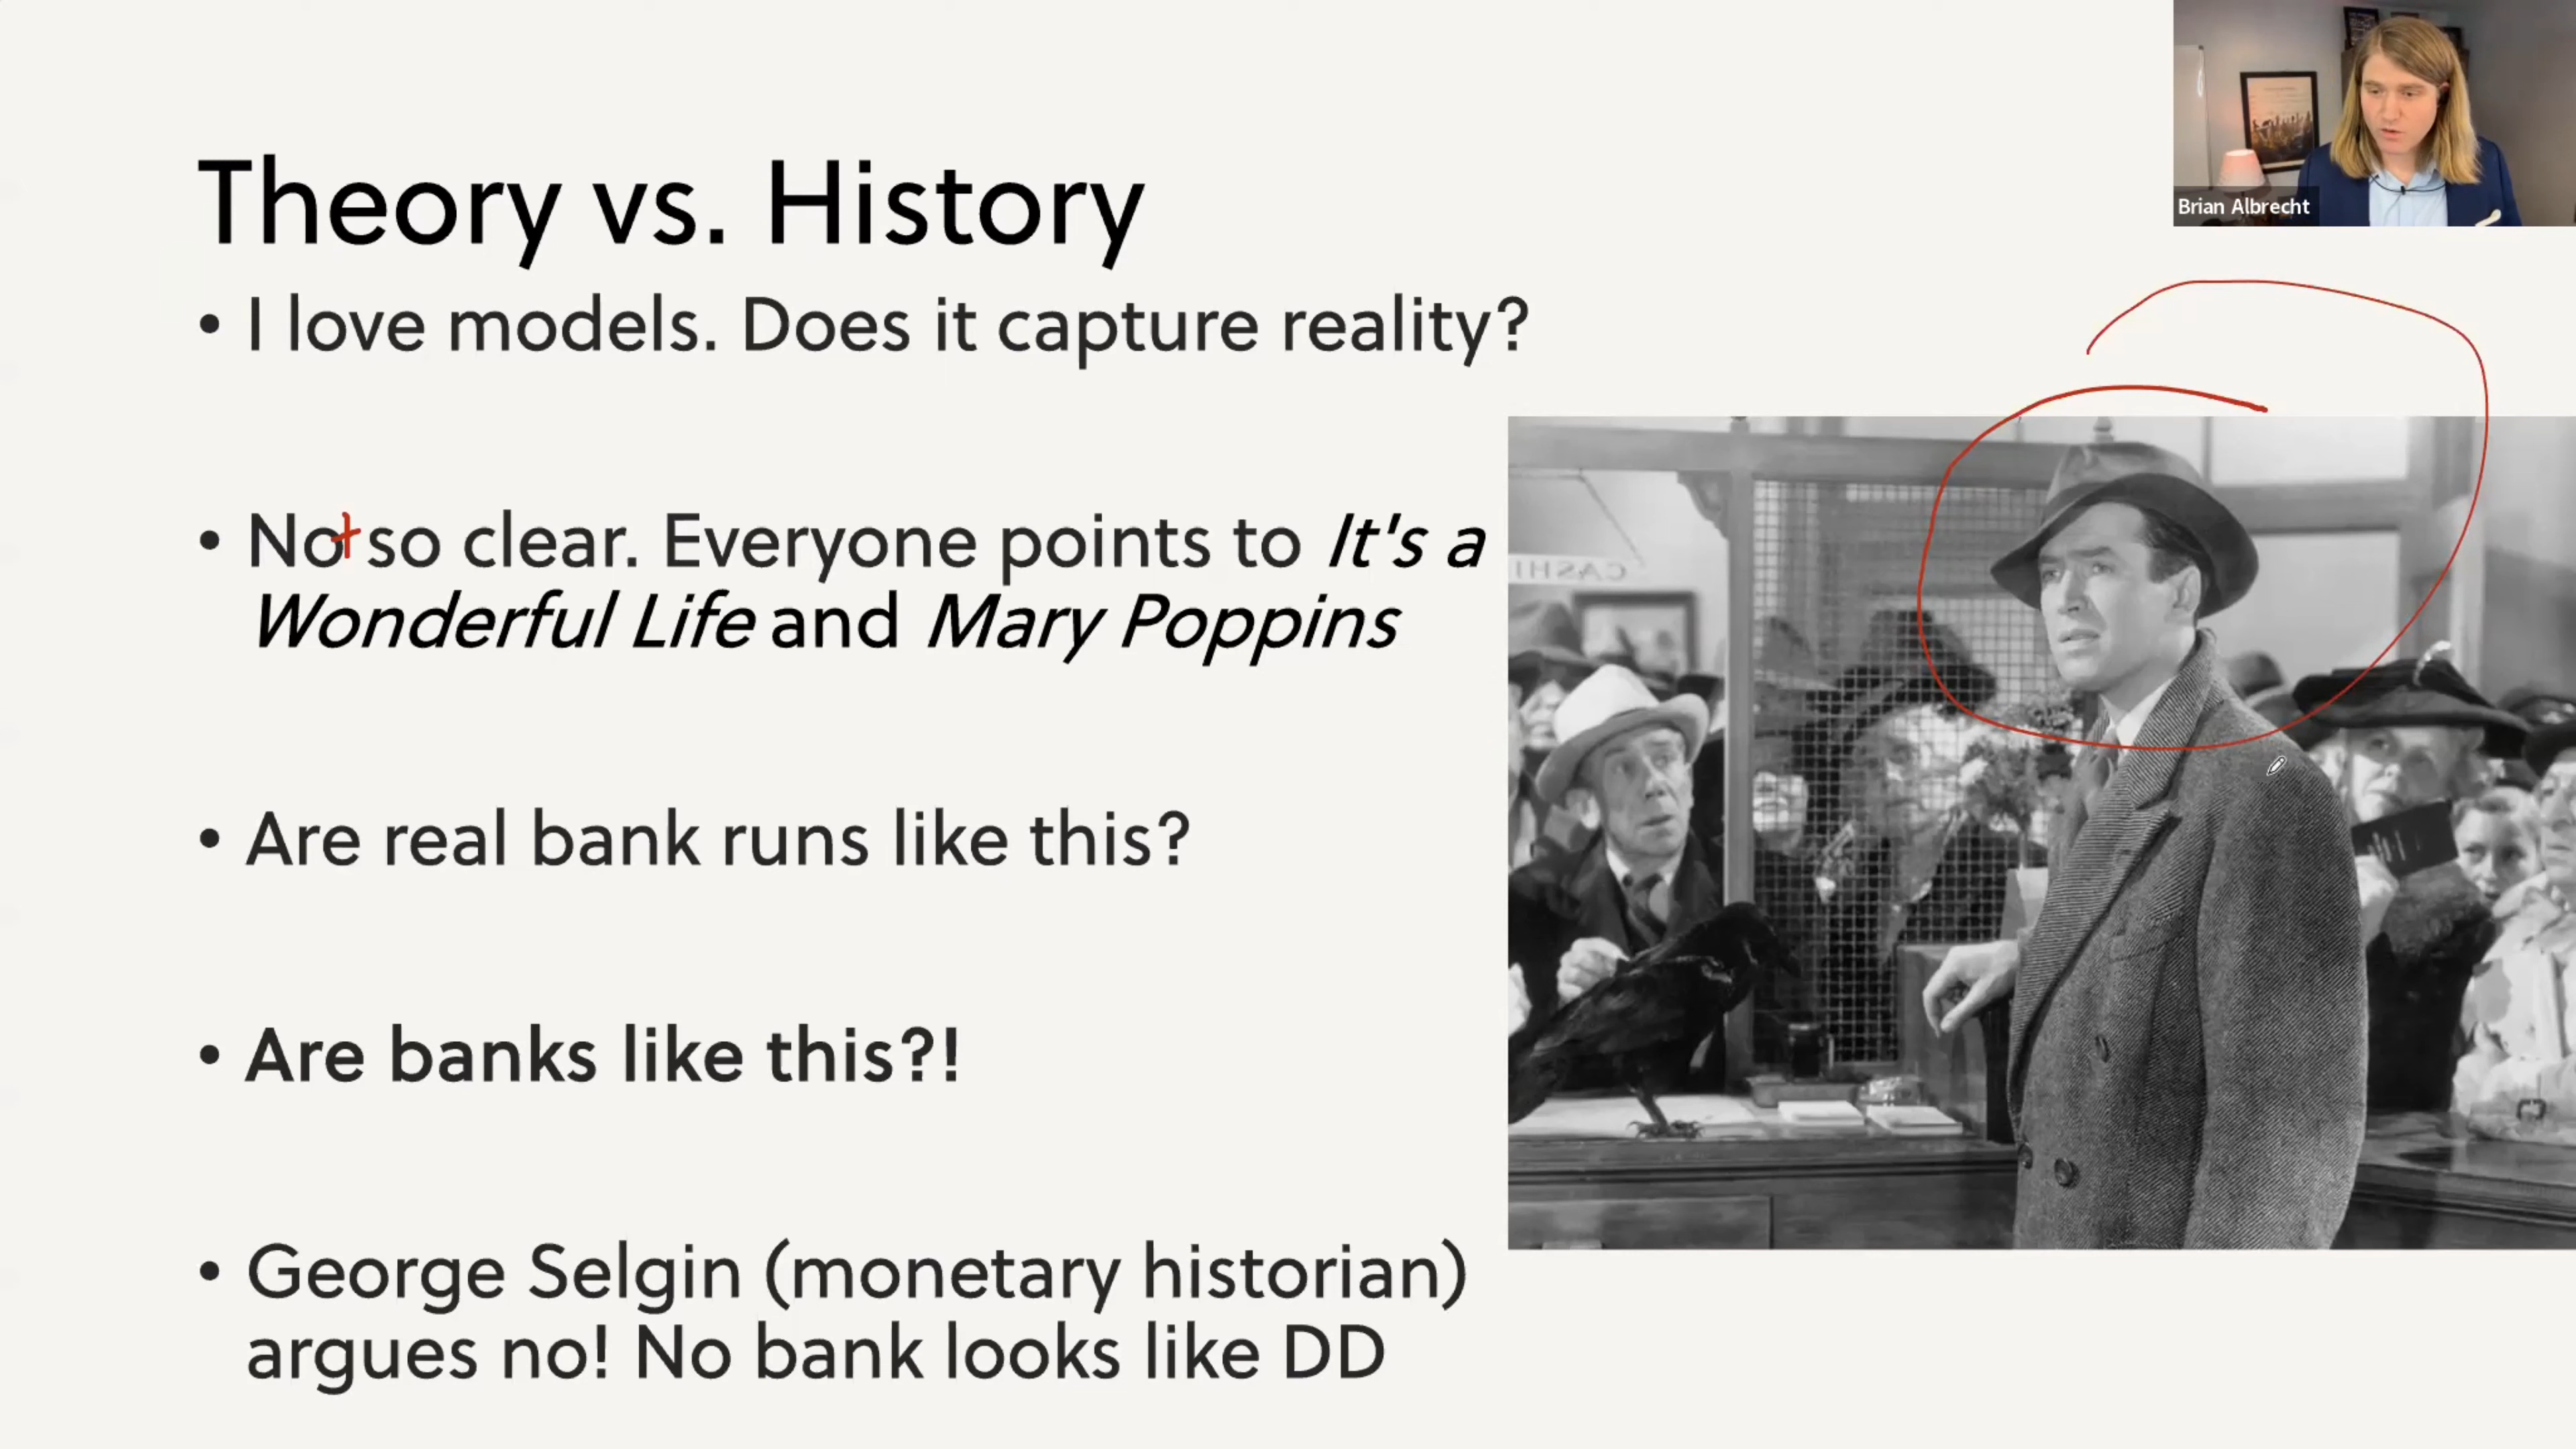 Brian Albrecht
Theory vs. History
• I love models. Does it capture reality?
• Not so clear. Everyone points to It's a
Wonderful Life and Mary Poppins
CASHI
• Are real bank runs like this?
• Are banks like this?!
• George Selgin (monetary historian)
argues no! No bank looks like DD